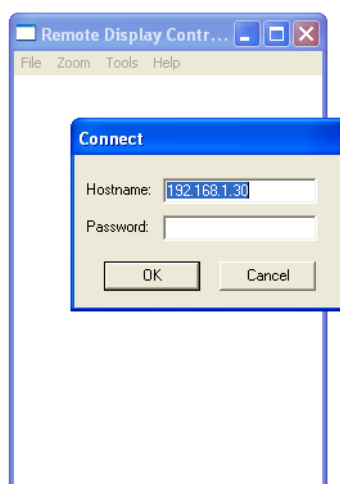 Remote Display Contr...
File Zoom Tools Help
Connect
Hostname: 192.168.1.30
Password:
OK Cancel